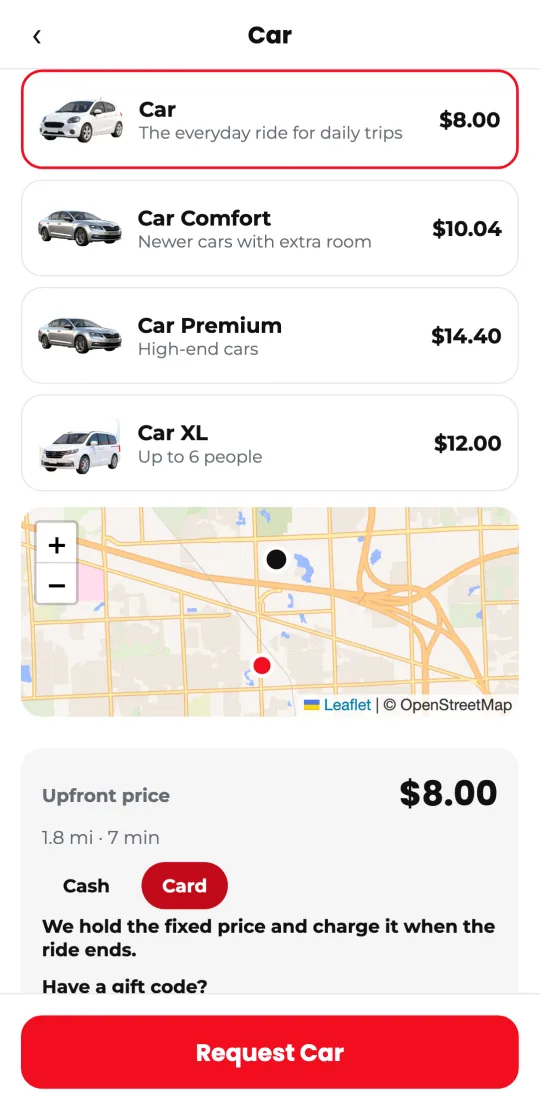 ‹ Car
Car
The everyday ride for daily trips
$8.00
Car Comfort
Newer cars with extra room
$10.04
Car Premium
High-end cars
$14.40
Car XL
Up to 6 people
$12.00
+
−
Leaflet | © OpenStreetMap
Upfront price
$8.00
1.8 mi · 7 min
Cash
Card
We hold the fixed price and charge it when the
ride ends.
Have a gift code?
Request Car